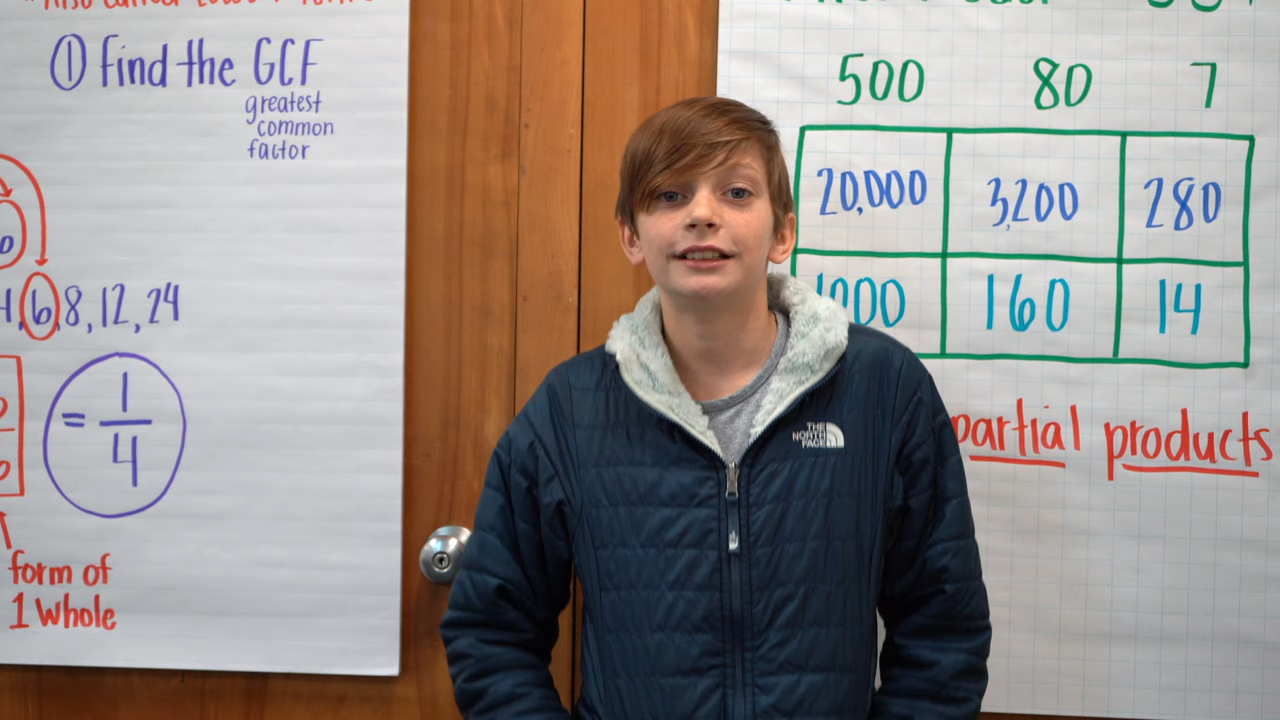 ① Find the GCF
greatest
common
factor
6, 8, 12, 24
= 1
4
form of
1 whole
500 80 7
20,000 3,200 280
1000 160 14
partial products
THE
NORTH
FACE